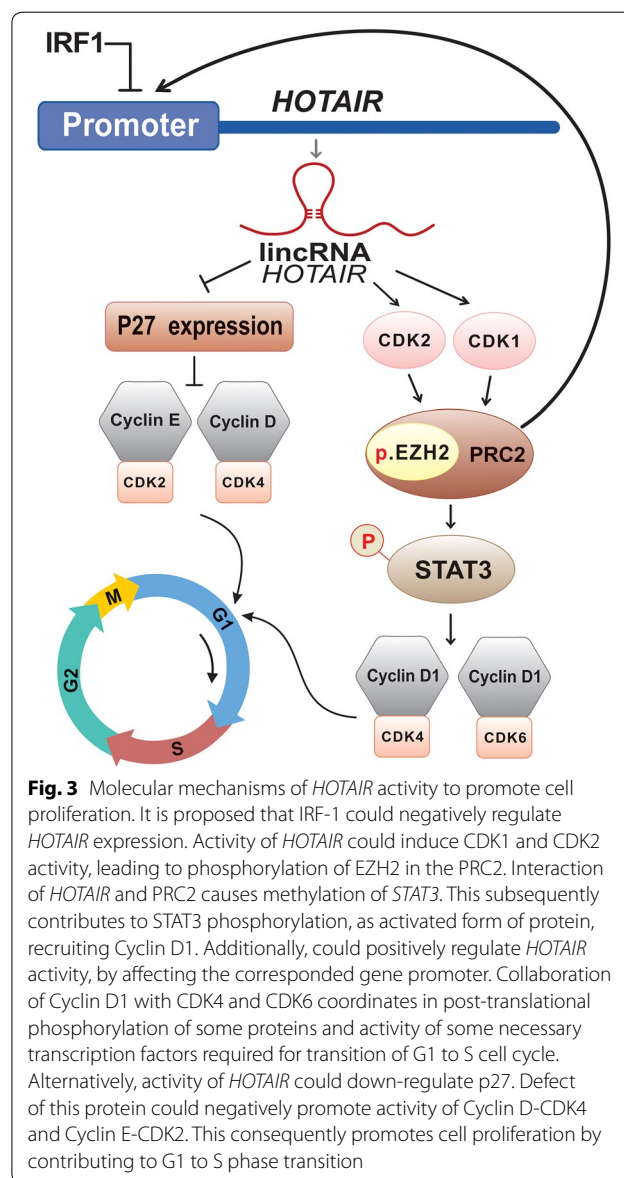 IRF1
HOTAIR
Promoter
lincRNA
HOTAIR
P27 expression
CDK2
CDK1
Cyclin E
Cyclin D
CDK2
CDK4
p.EZH2
PRC2
P
STAT3
M
G1
G2
S
Cyclin D1
Cyclin D1
CDK4
CDK6
Fig. 3 Molecular mechanisms of HOTAIR activity to promote cell
proliferation. It is proposed that IRF-1 could negatively regulate
HOTAIR expression. Activity of HOTAIR could induce CDK1 and CDK2
activity, leading to phosphorylation of EZH2 in the PRC2. Interaction
of HOTAIR and PRC2 causes methylation of STAT3. This subsequently
contributes to STAT3 phosphorylation, as activated form of protein,
recruiting Cyclin D1. Additionally, could positively regulate HOTAIR
activity, by affecting the corresponded gene promoter. Collaboration
of Cyclin D1 with CDK4 and CDK6 coordinates in post-translational
phosphorylation of some proteins and activity of some necessary
transcription factors required for transition of G1 to S cell cycle.
Alternatively, activity of HOTAIR could down-regulate p27. Defect
of this protein could negatively promote activity of Cyclin D-CDK4
and Cyclin E-CDK2. This consequently promotes cell proliferation by
contributing to G1 to S phase transition